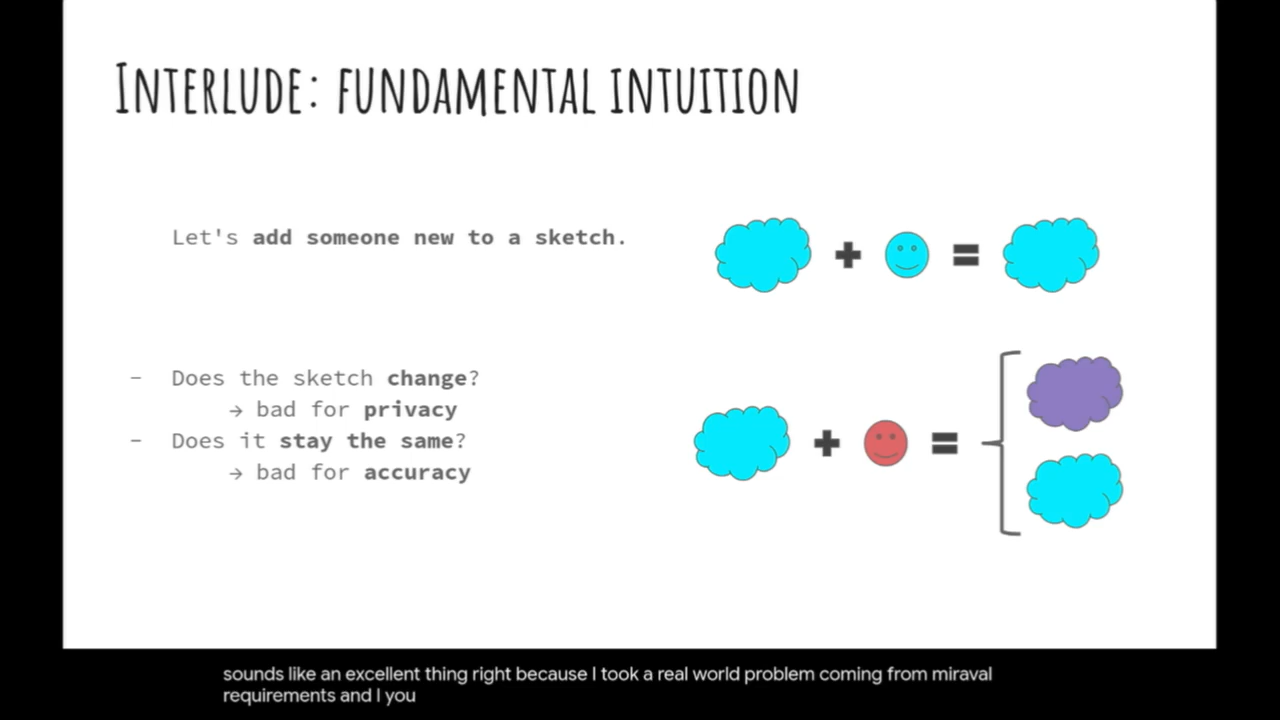 INTERLUDE: FUNDAMENTAL INTUITION
Let's add someone new to a sketch.
- Does the sketch change?
→ bad for privacy
- Does it stay the same?
→ bad for accuracy
sounds like an excellent thing right because I took a real world problem coming from miraval
requirements and I you